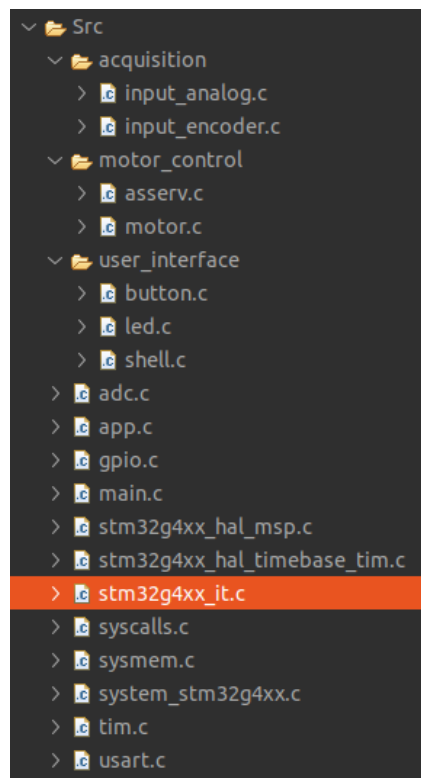 Src
acquisition
input_analog.c
input_encoder.c
motor_control
asserv.c
motor.c
user_interface
button.c
led.c
shell.c
adc.c
app.c
gpio.c
main.c
stm32g4xx_hal_msp.c
stm32g4xx_hal_timebase_tim.c
stm32g4xx_it.c
syscalls.c
sysmem.c
system_stm32g4xx.c
tim.c
usart.c